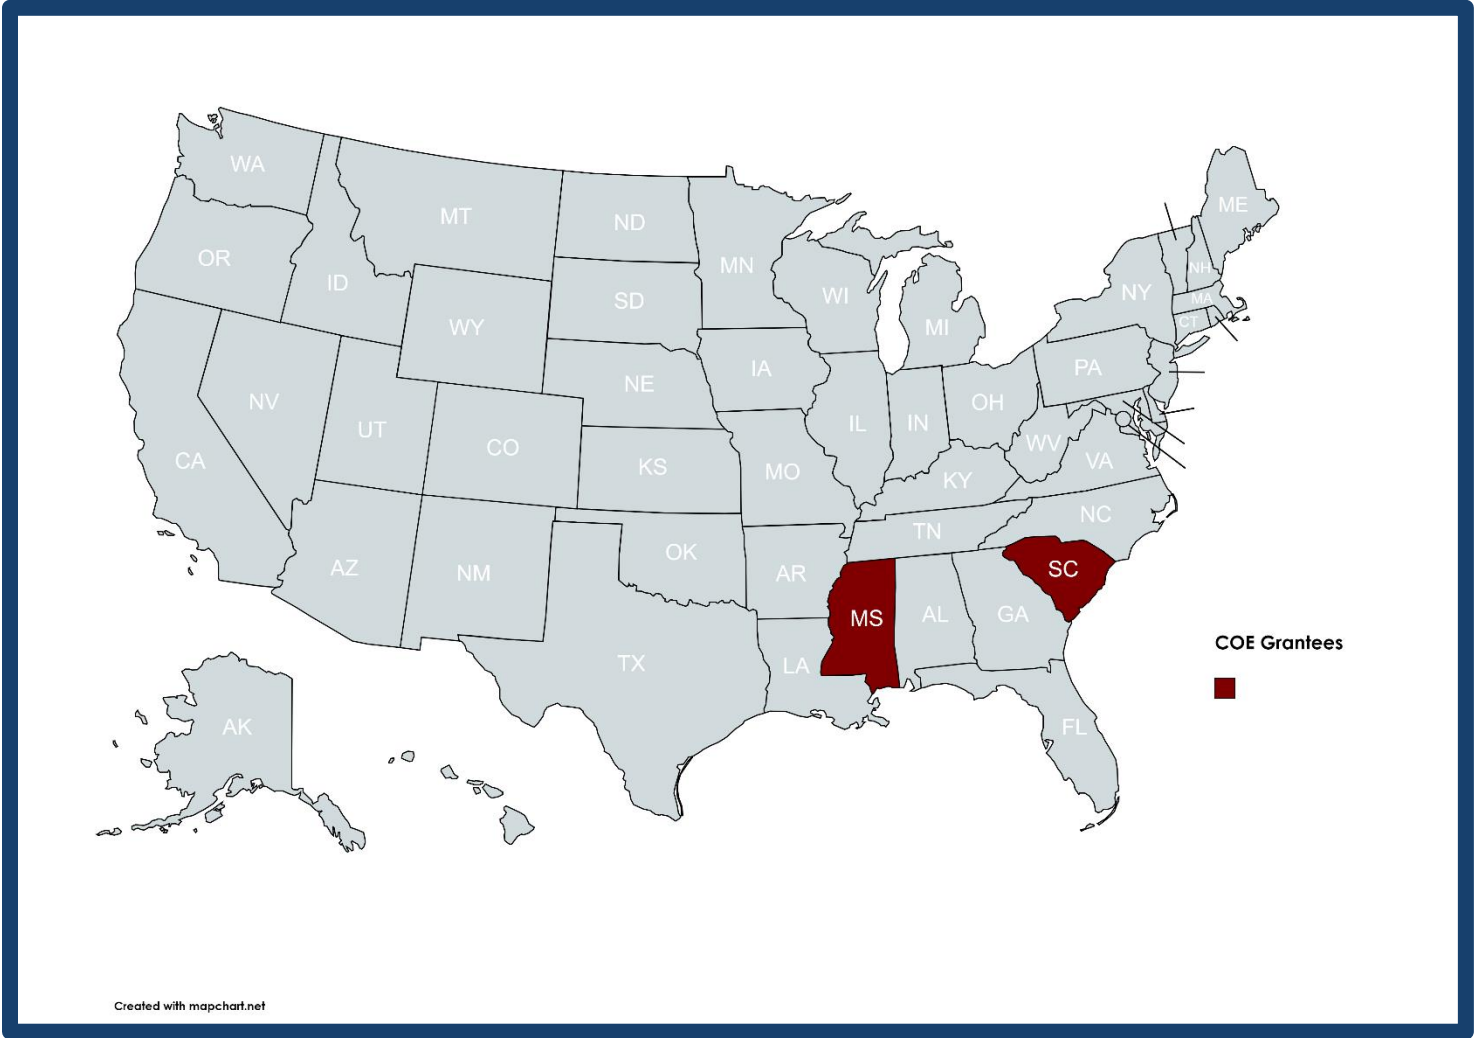 WA
MT
ND
MN
ME
OR
ID
SD
WI
MI
NY
NH
MA
CT
WY
IA
NE
PA
NV
UT
CO
IL
IN
OH
WV
VA
CA
KS
MO
KY
NC
TN
AZ
NM
OK
AR
SC
MS
AL
GA
TX
LA
COE Grantees
AK
FL
Created with mapchart.net